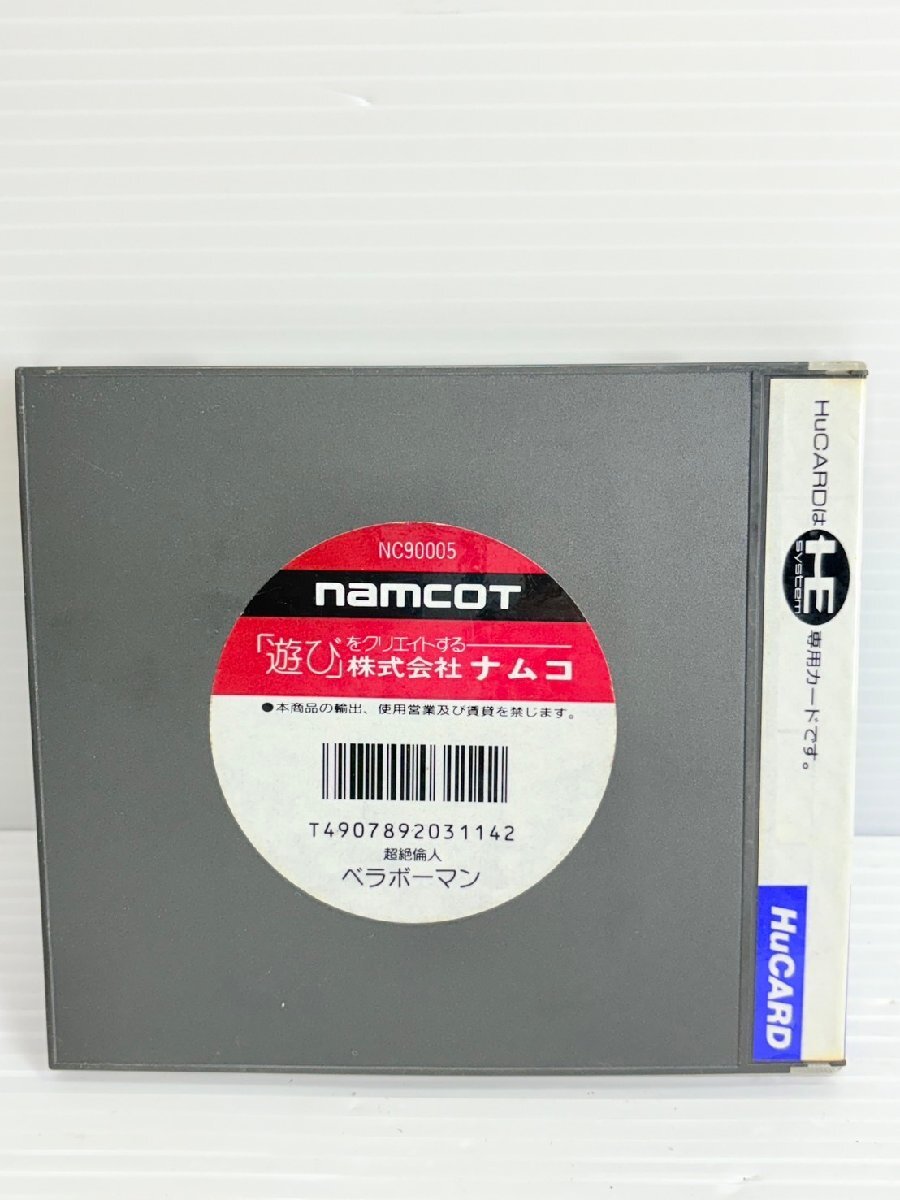 NC90005
namcoT
「遊び」をクリエイトする
株式会社 ナムコ
●本商品の輸出、使用営業及び賃貸を禁じます。
T4907892031142
超絶倫人
ベラボーマン
HuCARDは HE system 専用カードです。
HuCARD